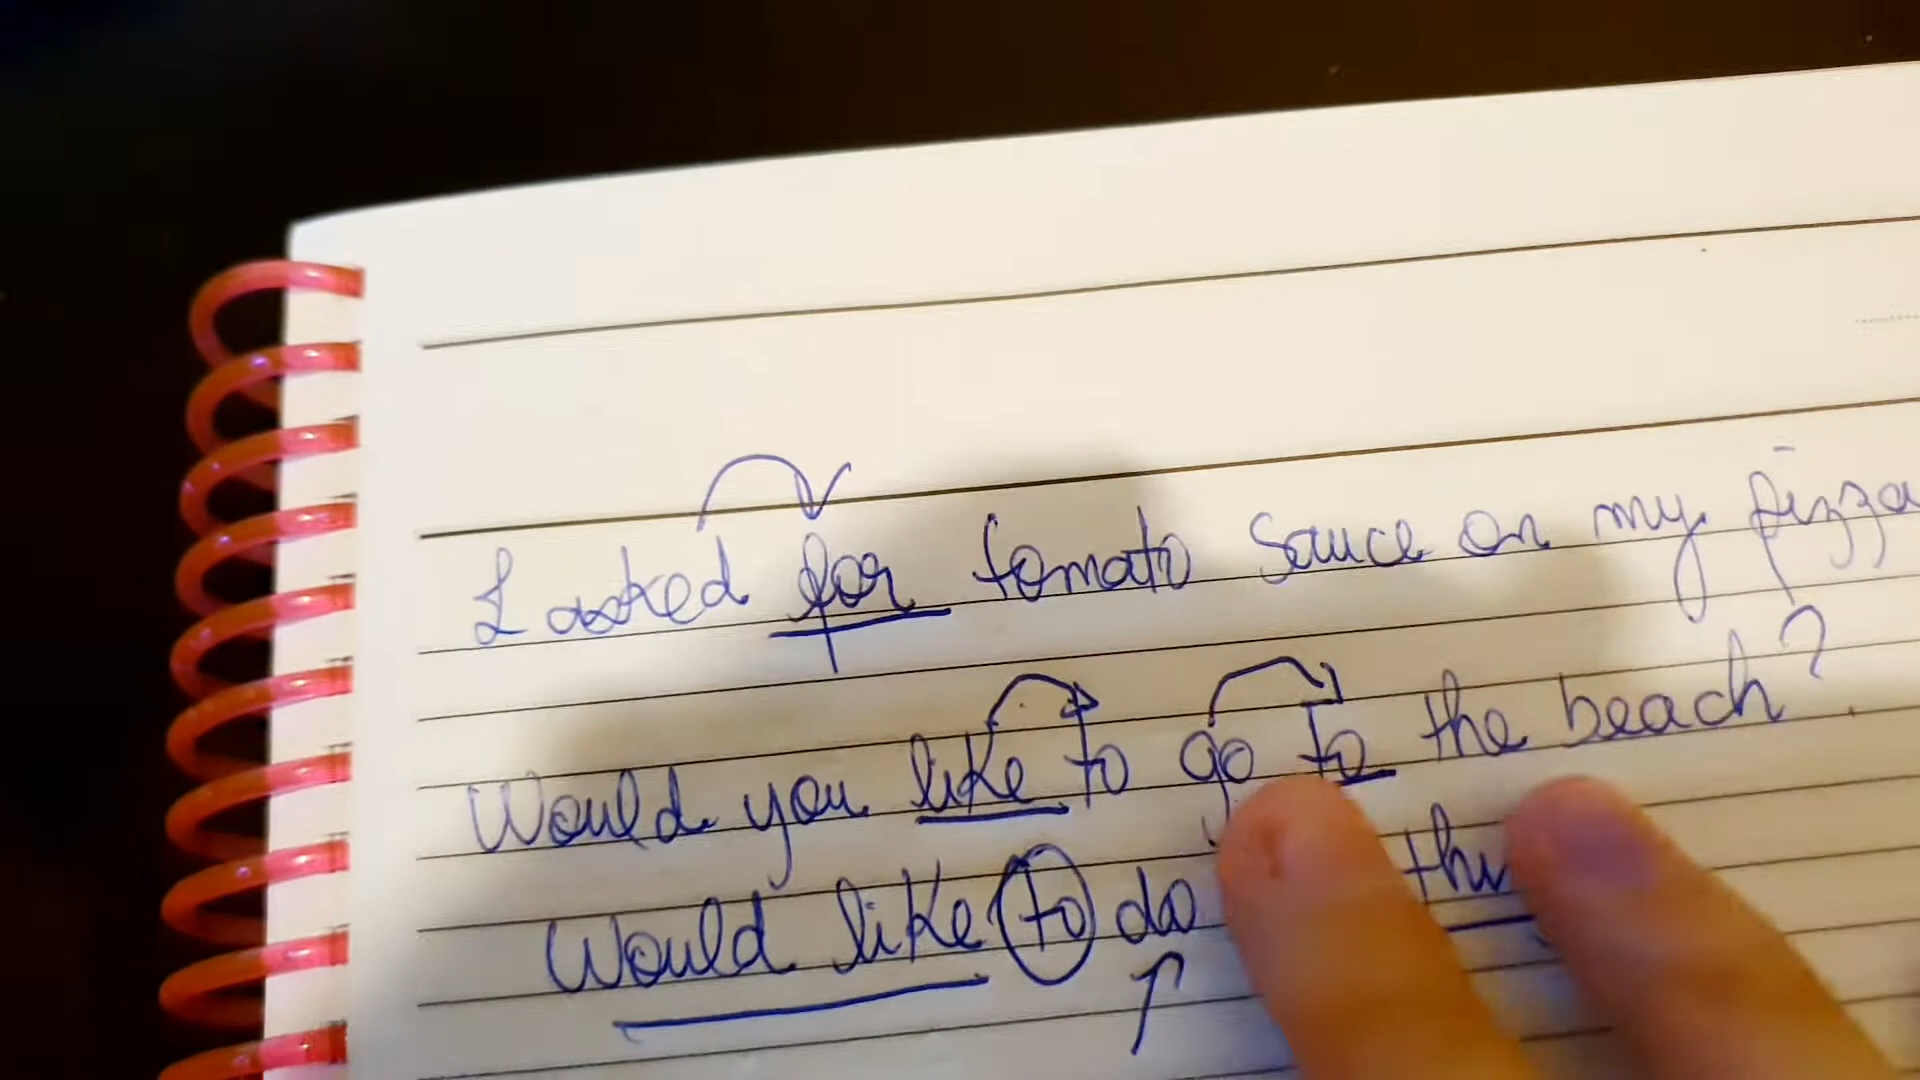 I asked for tomato sauce on my pizza
Would you like to go to the beach?
Would like to do